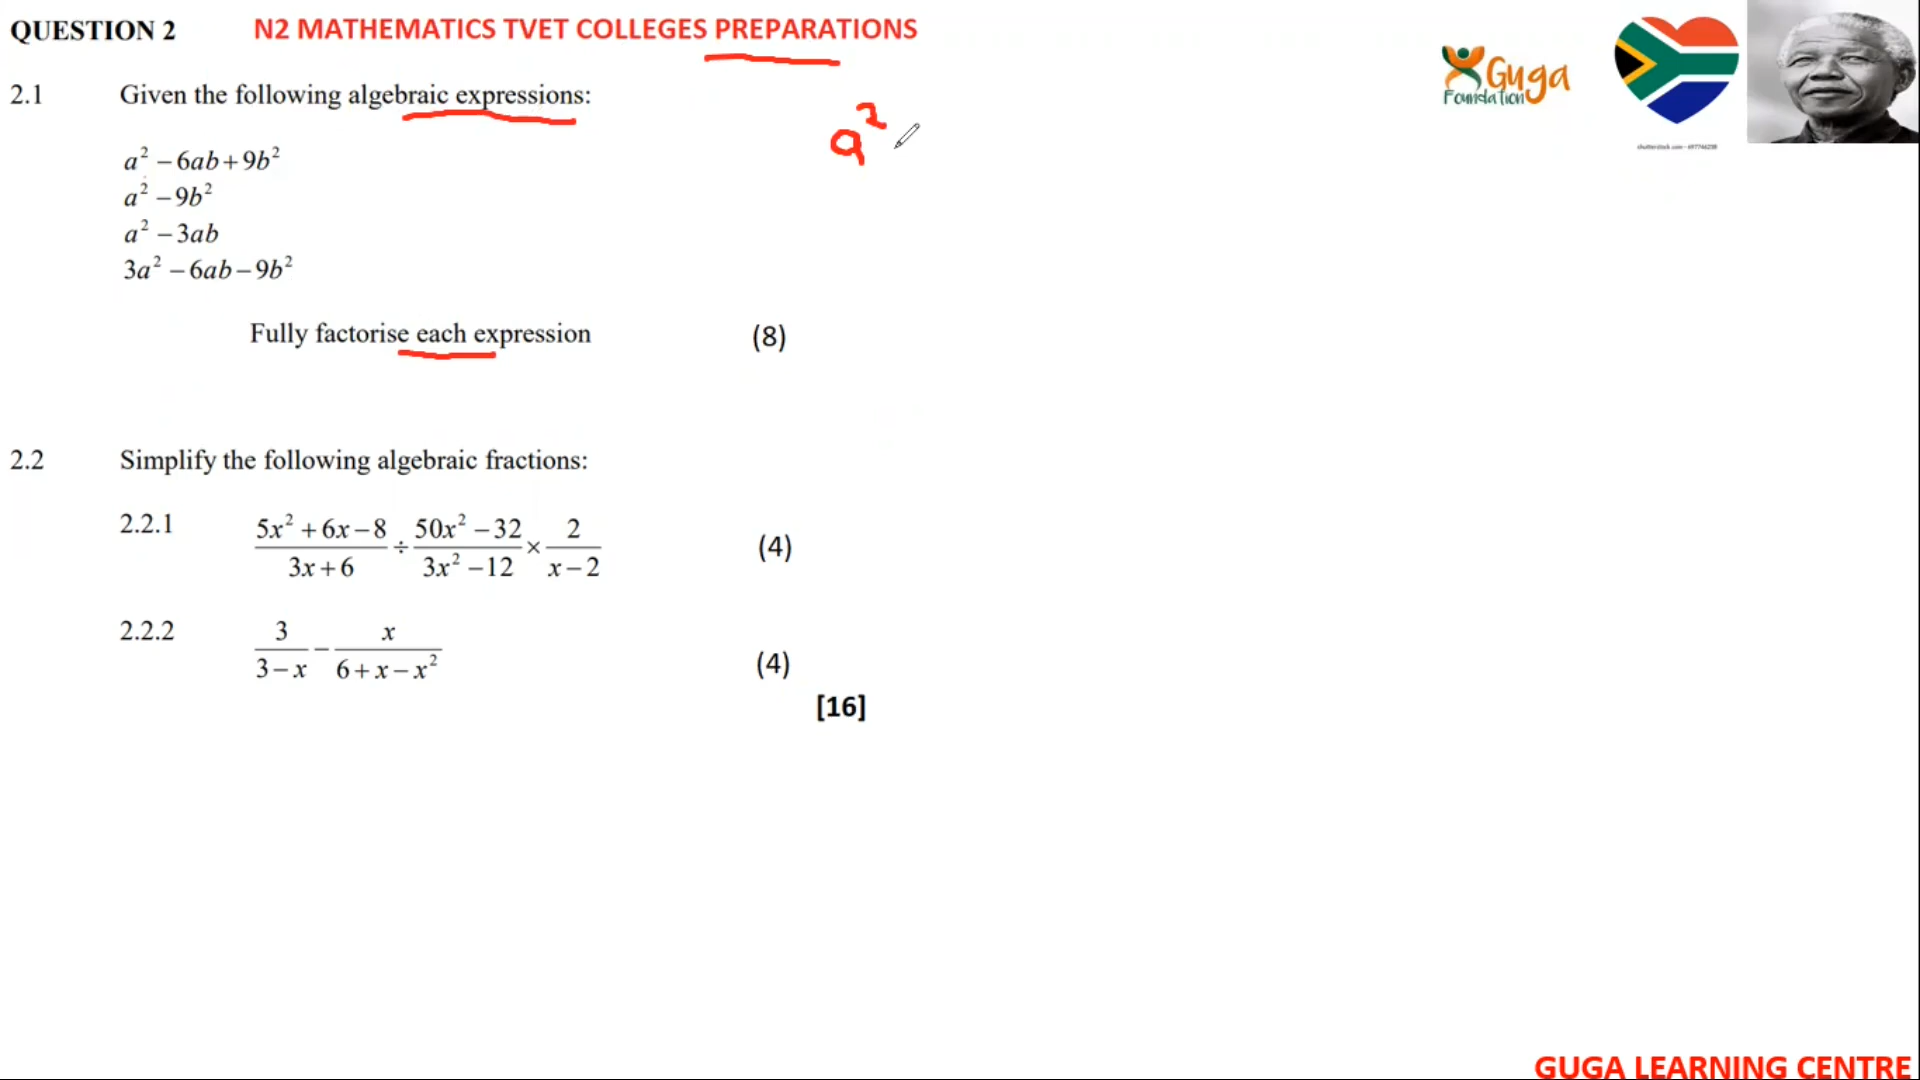 QUESTION 2 N2 MATHEMATICS TVET COLLEGES PREPARATIONS
Guga
Foundation
2.1 Given the following algebraic expressions:
a²
a² − 6ab + 9b²
a² − 9b²
a² − 3ab
3a² − 6ab − 9b²
Fully factorise each expression (8)
2.2 Simplify the following algebraic fractions:
2.2.1 (5x² + 6x − 8)/(3x + 6) ÷ (50x² − 32)/(3x² − 12) × 2/(x − 2) (4)
2.2.2 3/(3 − x) − x/(6 + x − x²) (4)
[16]
GUGA LEARNING CENTRE